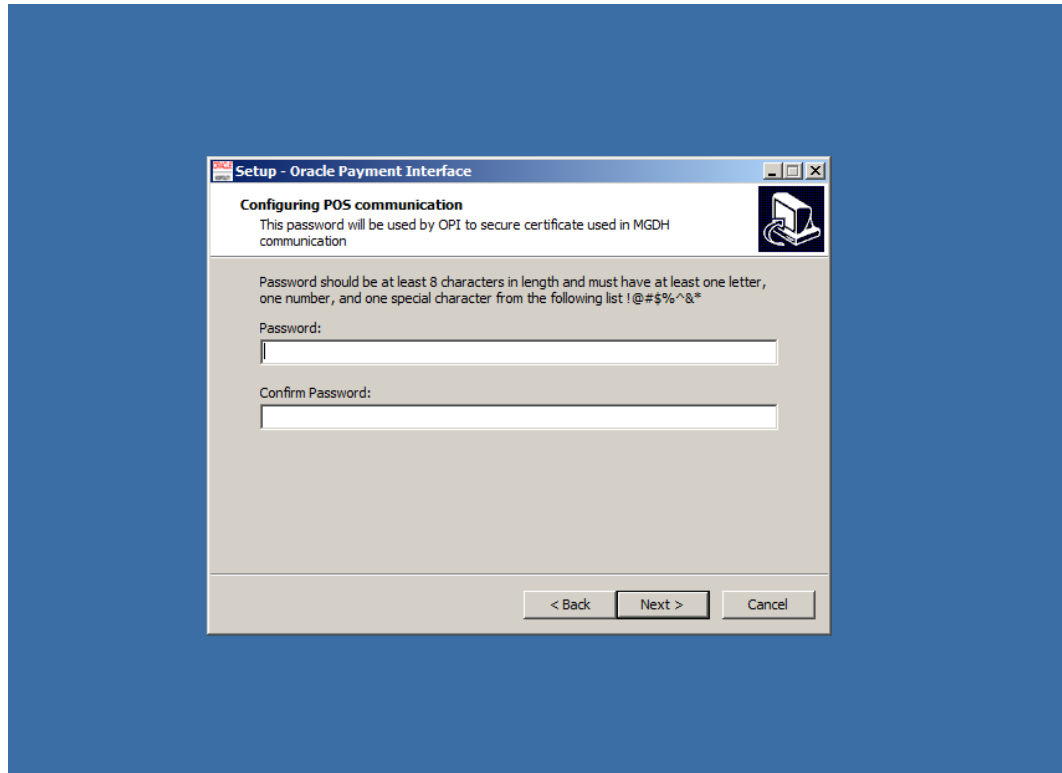 Setup - Oracle Payment Interface
Configuring POS communication
This password will be used by OPI to secure certificate used in MGDH
communication
Password should be at least 8 characters in length and must have at least one letter,
one number, and one special character from the following list !@#$%^&*
Password:
Confirm Password:
< Back Next > Cancel